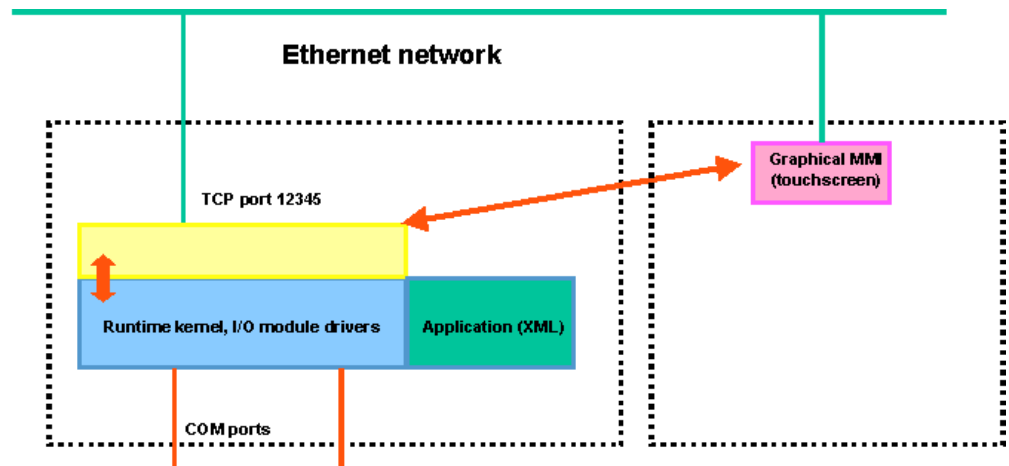 Ethernet network
Graphical MMI
(touchscreen)
TCP port 12345
Runtime kernel, I/O module drivers
Application (XML)
COM ports